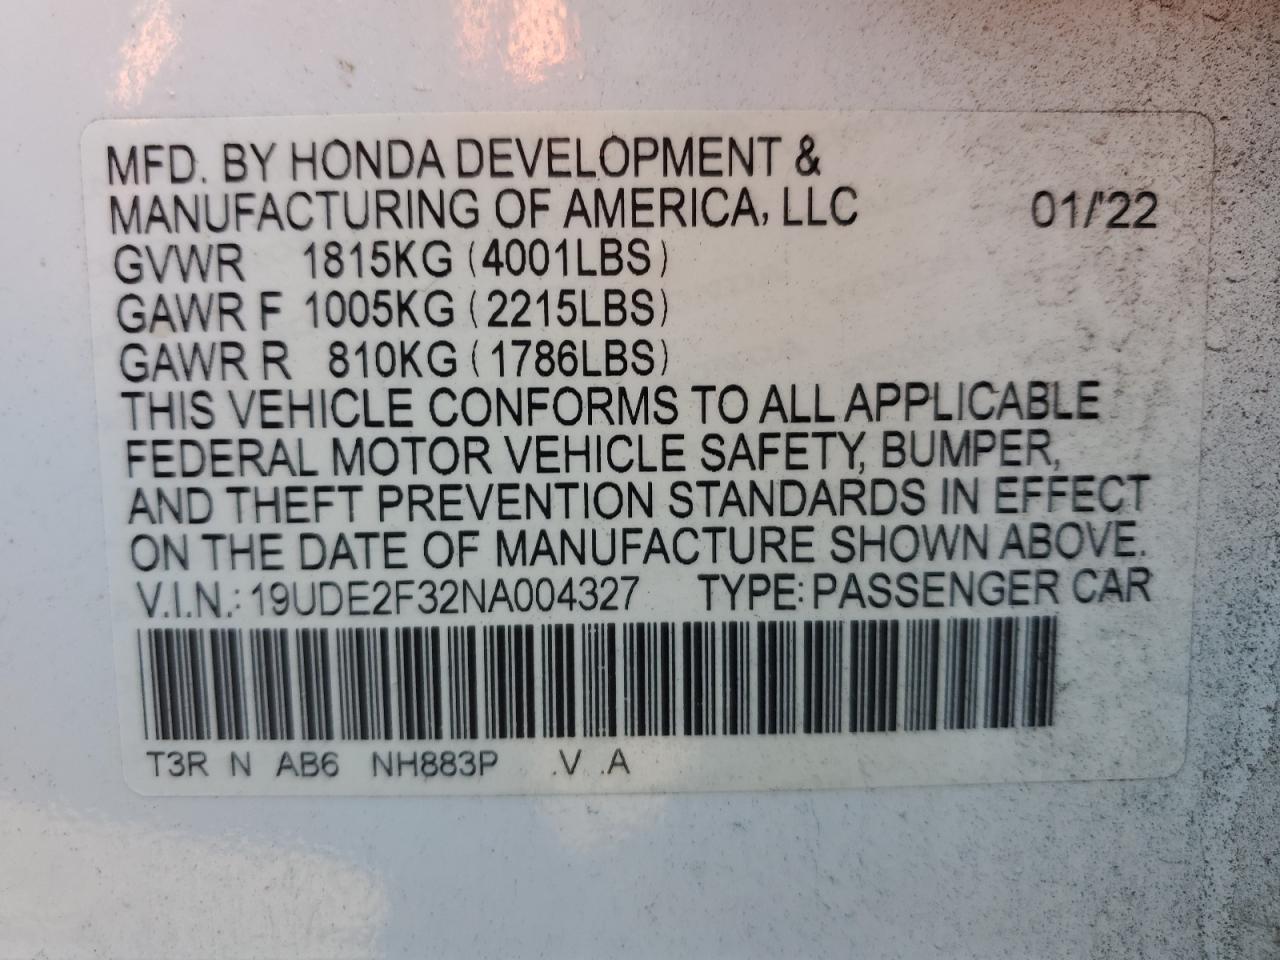 MFD. BY HONDA DEVELOPMENT &
MANUFACTURING OF AMERICA, LLC 01/'22
GVWR 1815KG (4001LBS)
GAWR F 1005KG (2215LBS)
GAWR R 810KG (1786LBS)
THIS VEHICLE CONFORMS TO ALL APPLICABLE
FEDERAL MOTOR VEHICLE SAFETY, BUMPER,
AND THEFT PREVENTION STANDARDS IN EFFECT
ON THE DATE OF MANUFACTURE SHOWN ABOVE.
V.I.N.: 19UDE2F32NA004327 TYPE: PASSENGER CAR
T3R N AB6 NH883P .V .A